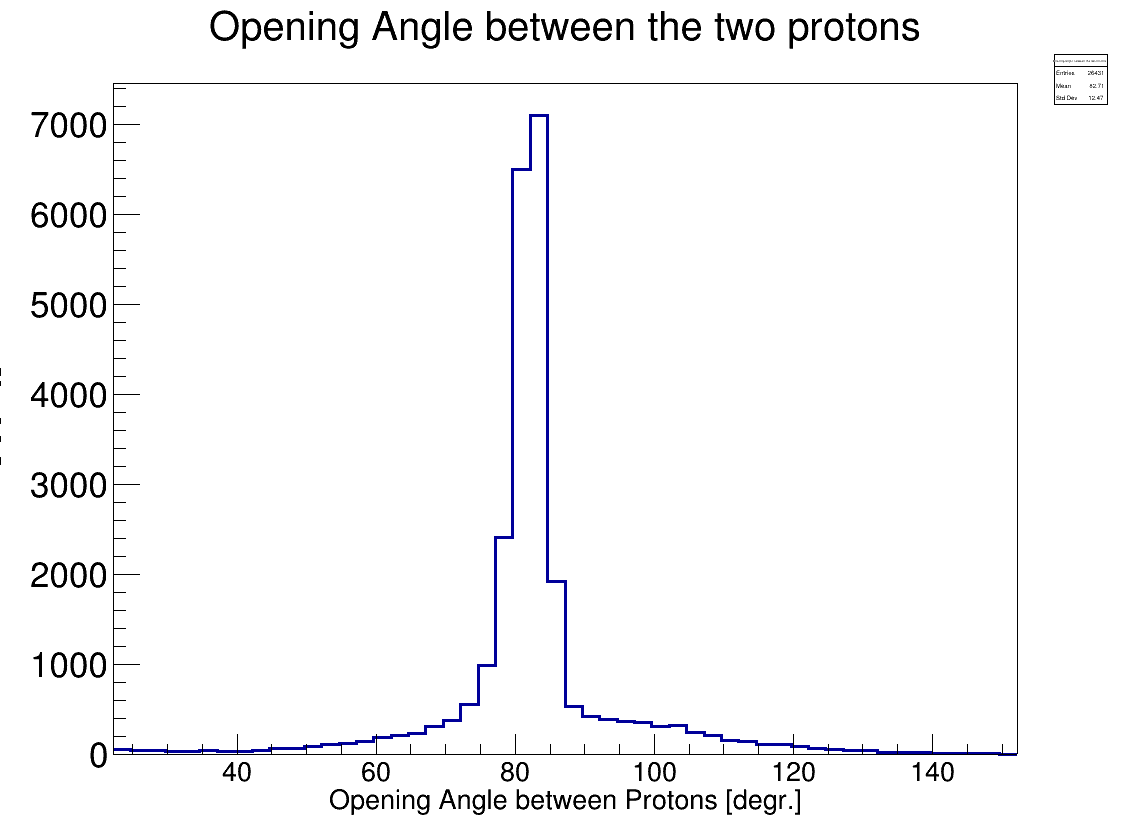 Opening Angle between the two protons
Entries 26431
Mean 82.71
Std Dev 12.47
7000
6000
5000
4000
3000
2000
1000
0
40 60 80 100 120 140
Opening Angle between Protons [degr.]